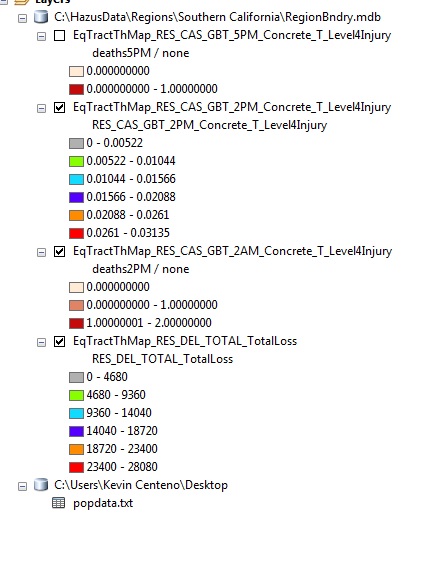 Layers
C:\HazusData\Regions\Southern California\RegionBndry.mdb
EqTractThMap_RES_CAS_GBT_5PM_Concrete_T_Level4Injury
deaths5PM / none
0.000000000
0.00000000 - 1.00000000
EqTractThMap_RES_CAS_GBT_2PM_Concrete_T_Level4Injury
RES_CAS_GBT_2PM_Concrete_T_Level4Injury
0 - 0.00522
0.00522 - 0.01044
0.01044 - 0.01566
0.01566 - 0.02088
0.02088 - 0.0261
0.0261 - 0.03135
EqTractThMap_RES_CAS_GBT_2AM_Concrete_T_Level4Injury
deaths2PM / none
0.00000000
0.00000000 - 1.00000000
1.00000001 - 2.00000000
EqTractThMap_RES_DEL_TOTAL_TotalLoss
RES_DEL_TOTAL_TotalLoss
0 - 4680
4680 - 9360
9360 - 14040
14040 - 18720
18720 - 23400
23400 - 28080
C:\Users\Kevin Centeno\Desktop
popdata.txt